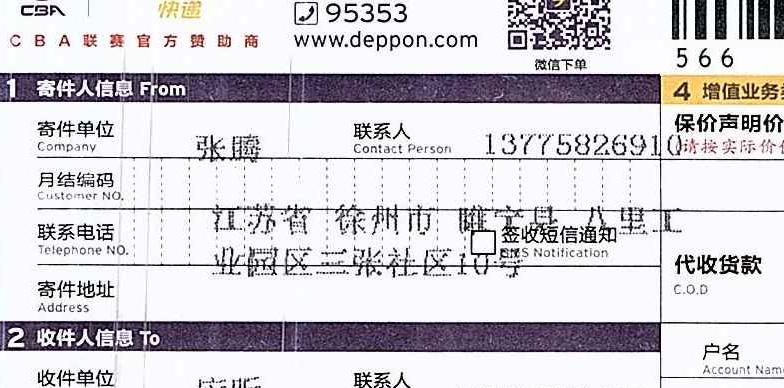 CBA 快递 95353
CBA联赛官方赞助商 www.deppon.com
微信下单
566
1 寄件人信息 From
4 增值业务
寄件单位 张腾 联系人 13775826910
Company Contact Person
保价声明价
请按实际价值
月结编码
Customer NO.
江苏省 徐州市 睢宁县 八里工
联系电话 签收短信通知
Telephone NO. SMS Notification
业园区三张社区10号
代收货款
C.O.D
寄件地址
Address
2 收件人信息 To
户名
Account Name
收件单位 联系人